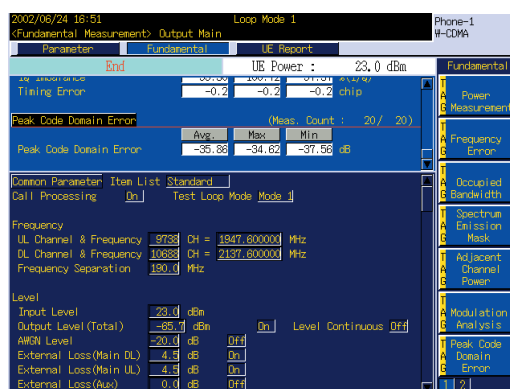 2002/06/24 16:51 Loop Mode 1 Phone-1
<Fundamental Measurement> Output Main W-CDMA
Parameter Fundamental UE Report
End UE Power : 23.0 dBm Fundamental
Timing Error -0.2 -0.2 -0.2 chip
Power Measurement
Peak Code Domain Error (Meas. Count : 20/ 20)
Avg. Max Min
Peak Code Domain Error -35.86 -34.62 -37.56 dB
Frequency Error
Common Parameter Item List Standard
Call Processing On Test Loop Mode Mode 1
Occupied Bandwidth
Frequency
UL Channel & Frequency 9738 CH = 1947.600000 MHz
DL Channel & Frequency 10688 CH = 2137.600000 MHz
Frequency Separation 190.0 MHz
Spectrum Emission Mask
Adjacent Channel Power
Level
Input Level 23.0 dBm
Output Level(Total) -65.7 dBm On Level Continuous Off
AWGN Level -20.0 dB Off
External Loss(Main DL) 4.5 dB On
External Loss(Main UL) 4.5 dB On
External Loss(Aux) 0.0 dB Off
Modulation Analysis
Peak Code Domain Error
1 2